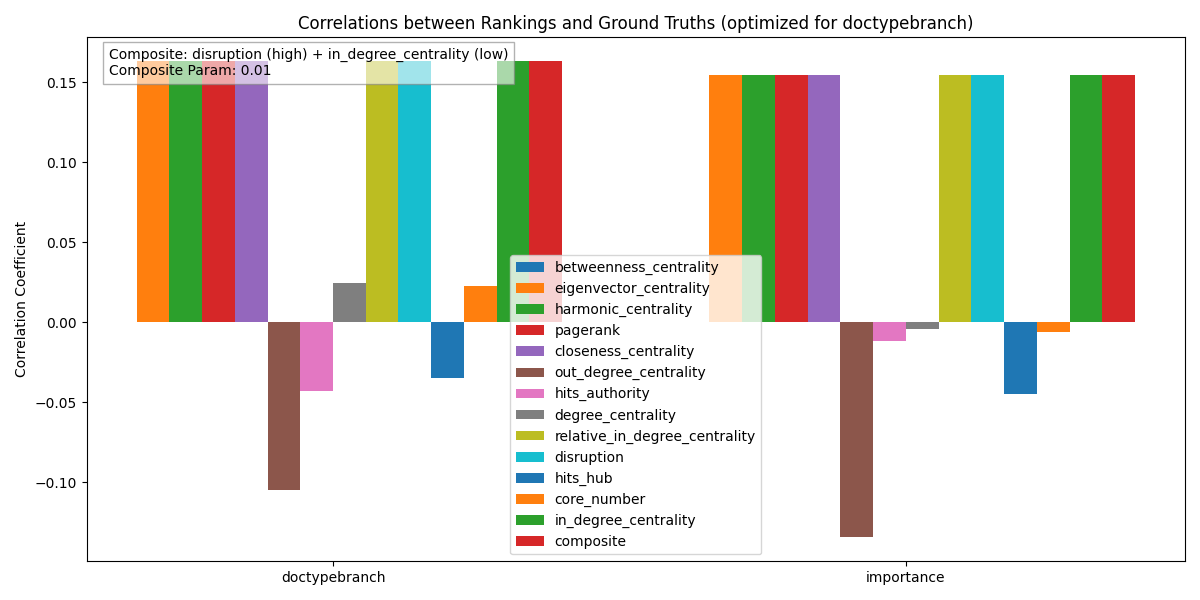 Correlations between Rankings and Ground Truths (optimized for doctypebranch)
Composite: disruption (high) + in_degree_centrality (low)
Composite Param: 0.01
Correlation Coefficient
0.15
0.10
0.05
0.00
−0.05
−0.10
betweenness_centrality
eigenvector_centrality
harmonic_centrality
pagerank
closeness_centrality
out_degree_centrality
hits_authority
degree_centrality
relative_in_degree_centrality
disruption
hits_hub
core_number
in_degree_centrality
composite
doctypebranch
importance